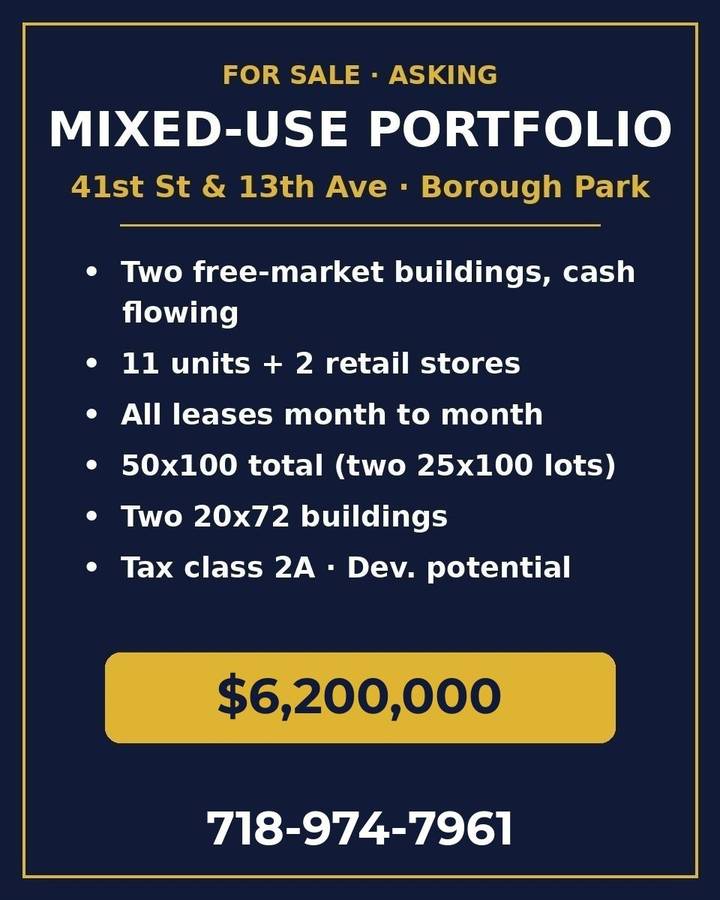 FOR SALE · ASKING
MIXED-USE PORTFOLIO
41st St & 13th Ave · Borough Park
• Two free-market buildings, cash
flowing
• 11 units + 2 retail stores
• All leases month to month
• 50x100 total (two 25x100 lots)
• Two 20x72 buildings
• Tax class 2A · Dev. potential
$6,200,000
718-974-7961